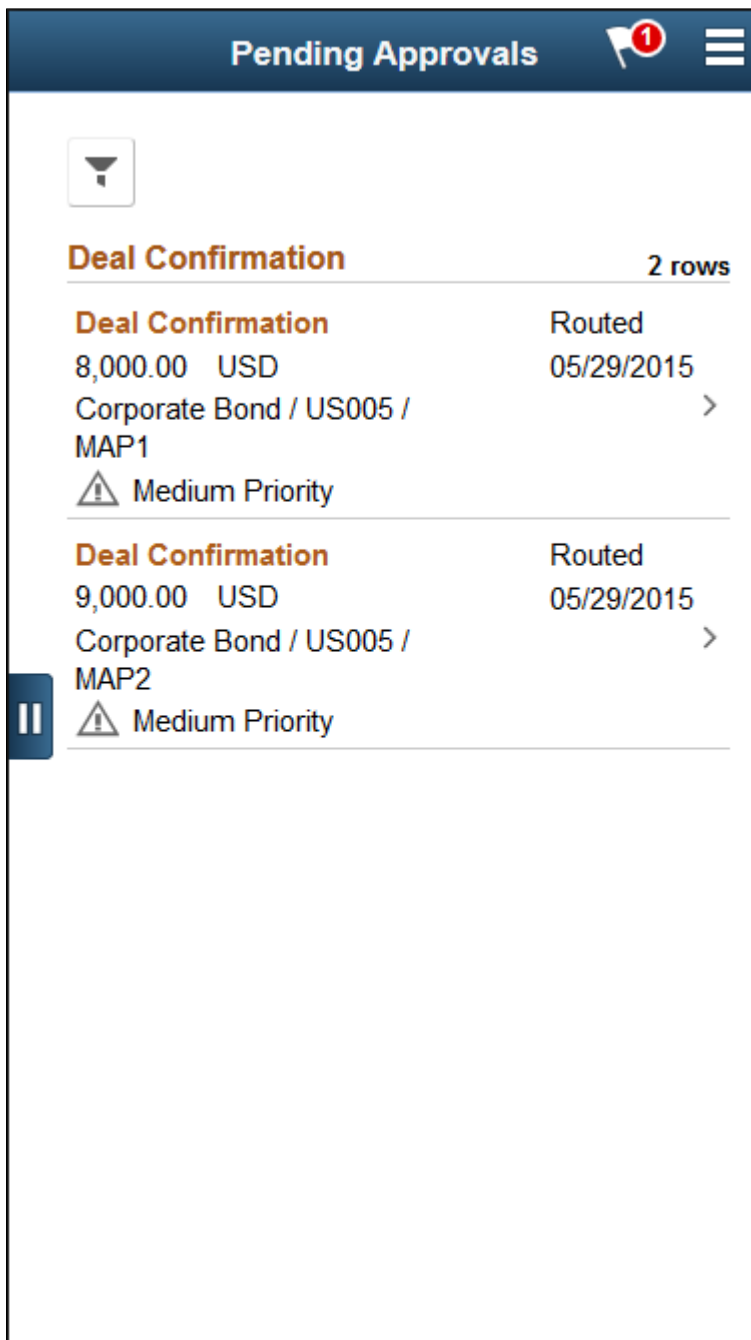 Pending Approvals 1
Deal Confirmation 2 rows
Deal Confirmation Routed
8,000.00 USD 05/29/2015
Corporate Bond / US005 /
MAP1
Medium Priority
Deal Confirmation Routed
9,000.00 USD 05/29/2015
Corporate Bond / US005 /
MAP2
Medium Priority